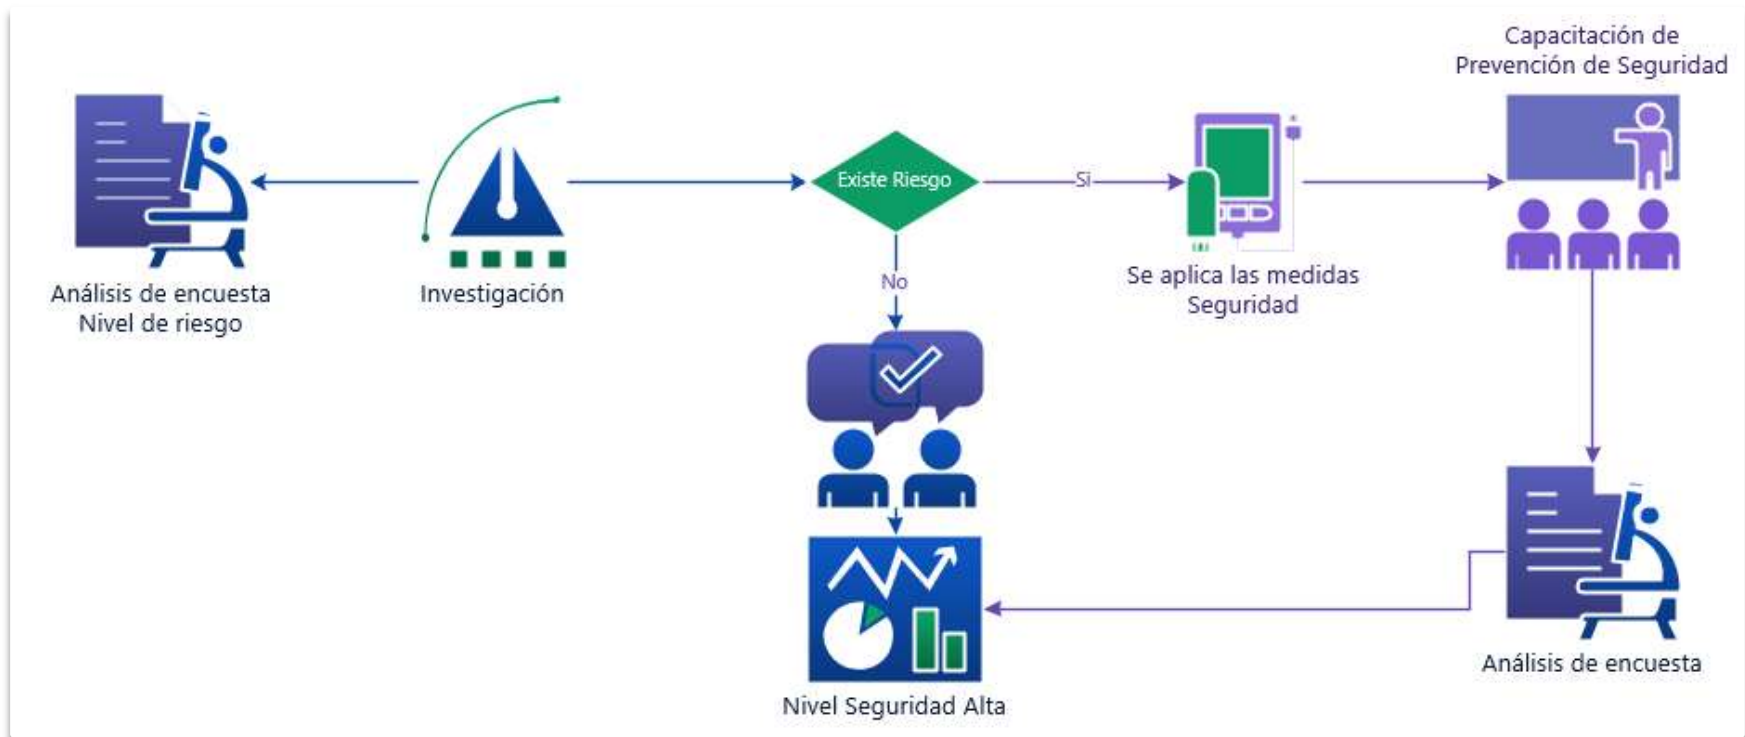 Capacitación de
Prevención de Seguridad
Existe Riesgo
Si
No
Análisis de encuesta
Nivel de riesgo
Investigación
Se aplica las medidas
Seguridad
Análisis de encuesta
Nivel Seguridad Alta